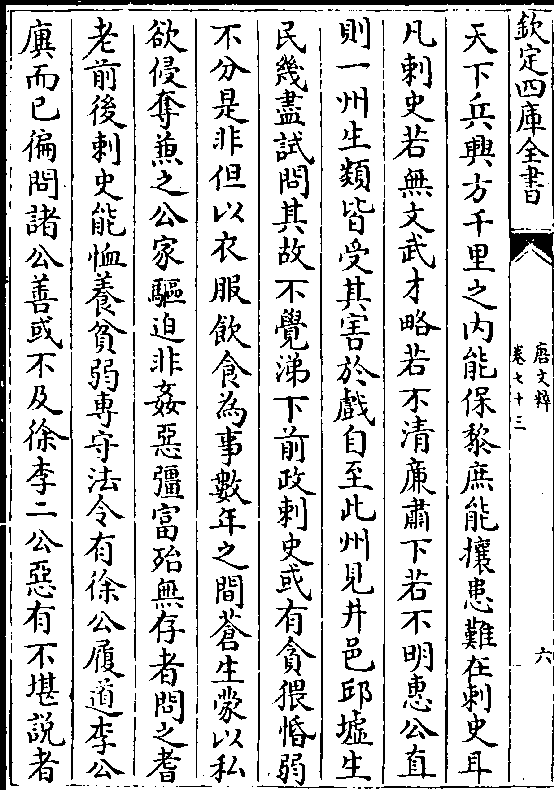 欽定四庫全書
唐文粹
卷七十三
六
天下兵興方千里之内能保黎庶能攘患難在刺史耳
凡刺史若無文武才略若不清廉肅下若不明惠公直
則一州生類皆受其害於戲自至此州見井邑邱墟生
民幾盡試問其故不覺涕下前政刺史或有貪猥惛弱
不分是非但以衣服飲食為事數年之間蒼生蒙以私
欲侵奪兼之公家驅迫非姦惡彊富殆無存者問之耆
老前後刺史能恤養貧弱専守法令有徐公履道李公
廙而已徧問諸公善或不及徐李二公惡有不堪説者